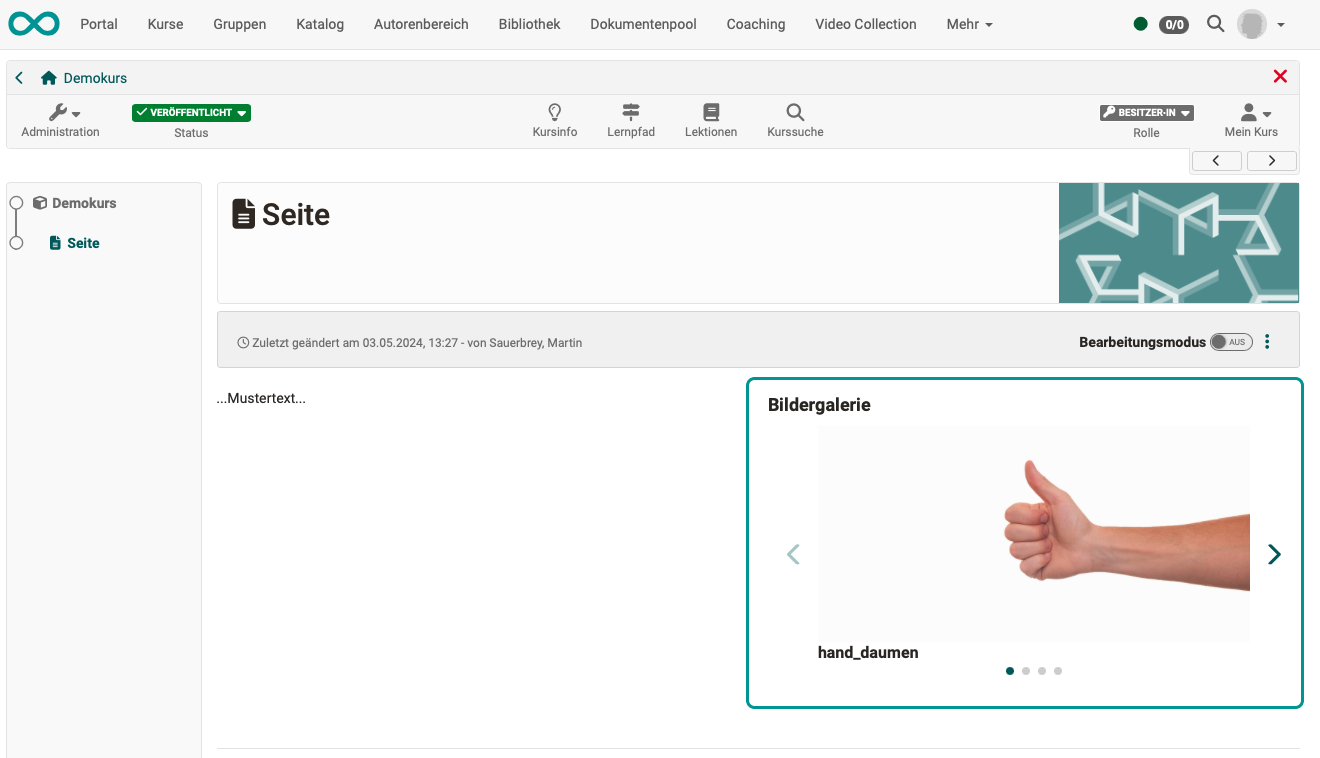 Portal Kurse Gruppen Katalog Autorenbereich Bibliothek Dokumentenpool Coaching Video Collection Mehr 0/0
Demokurs
VERÖFFENTLICHT BESITZER-IN
Administration Status Kursinfo Lernpfad Lektionen Kurssuche Rolle Mein Kurs
Demokurs
Seite
Seite
Zuletzt geändert am 03.05.2024, 13:27 - von Sauerbrey, Martin Bearbeitungsmodus AUS
...Mustertext...
Bildergalerie
hand_daumen